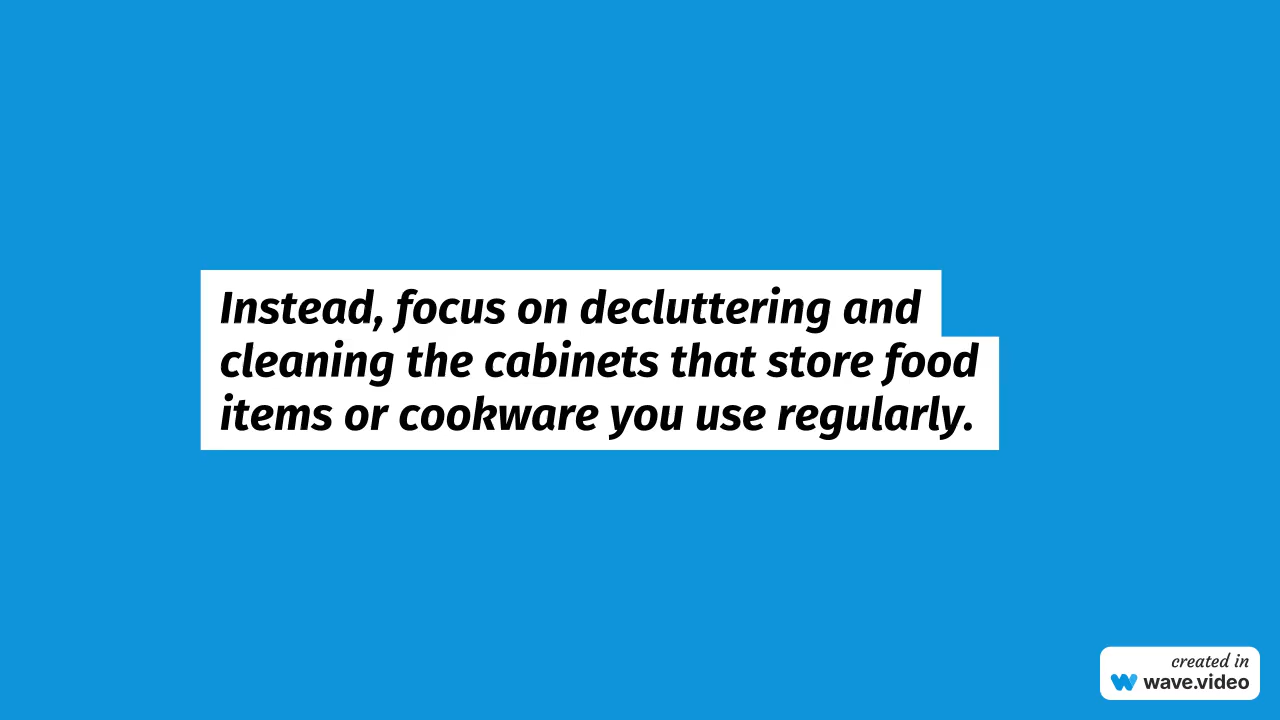 Instead, focus on decluttering and
cleaning the cabinets that store food
items or cookware you use regularly.
created in
wave.video